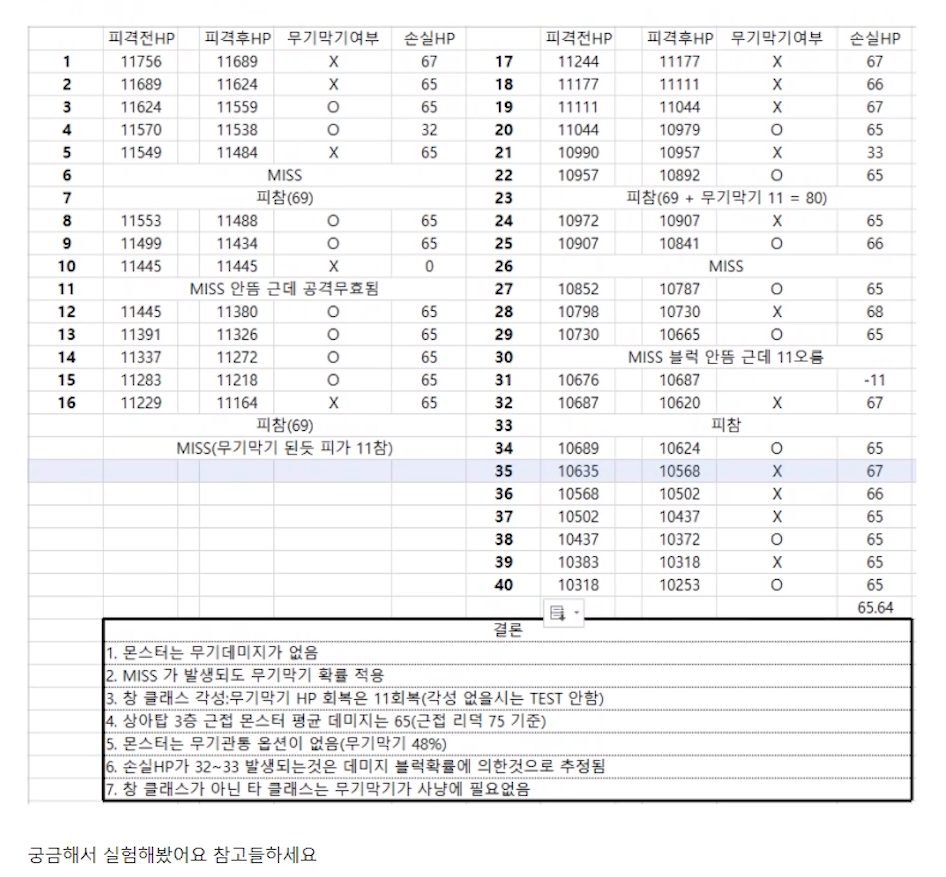 피격전HP 피격후HP 무기막기여부 손실HP 피격전HP 피격후HP 무기막기여부 손실HP
1 11756 11689 X 67 17 11244 11177 X 67
2 11689 11624 X 65 18 11177 11111 X 66
3 11624 11559 O 65 19 11111 11044 X 67
4 11570 11538 O 32 20 11044 10979 O 65
5 11549 11484 X 65 21 10990 10957 X 33
6 MISS 22 10957 10892 O 65
7 피참(69) 23 피참(69 + 무기막기 11 = 80)
8 11553 11488 O 65 24 10972 10907 X 65
9 11499 11434 O 65 25 10907 10841 O 66
10 11445 11445 X 0 26 MISS
11 MISS 안뜸 근데 공격무효됨 27 10852 10787 O 65
12 11445 11380 O 65 28 10798 10730 X 68
13 11391 11326 O 65 29 10730 10665 O 65
14 11337 11272 O 65 30 MISS 블럭 안뜸 근데 11오름
15 11283 11218 O 65 31 10676 10687 -11
16 11229 11164 X 65 32 10687 10620 X 67
피참(69) 33 피참
MISS(무기막기 된듯 피가 11참) 34 10689 10624 O 65
35 10635 10568 X 67
36 10568 10502 X 66
37 10502 10437 X 65
38 10437 10372 O 65
39 10383 10318 X 65
40 10318 10253 O 65
65.64
결론
1. 몬스터는 무기데미지가 없음
2. MISS 가 발생되도 무기막기 확률 적용
3. 창 클래스 각성;무기막기 HP 회복은 11회복(각성 없을시는 TEST 안함)
4. 상아탑 3층 근접 몬스터 평균 데미지는 65(근접 리덕 75 기준)
5. 몬스터는 무기관통 옵션이 없음(무기막기 48%)
6. 손실HP가 32~33 발생되는것은 데미지 블럭확률에 의한것으로 추정됨
7. 창 클래스가 아닌 타 클래스는 무기막기가 사냥에 필요없음
궁금해서 실험해봤어요 참고들하세요